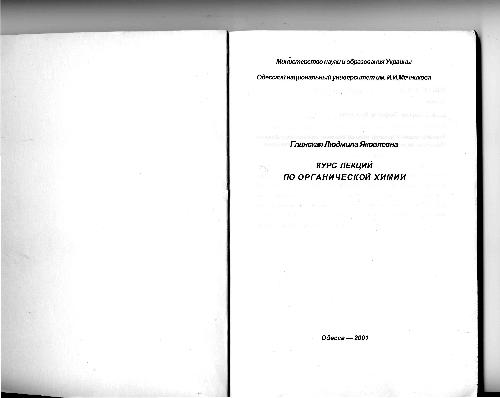 Министерство науки и образования Украины
Одесский национальный университет им. И.И.Мечникова
Глинская Людмила Яковлевна
КУРС ЛЕКЦИЙ
ПО ОРГАНИЧЕСКОЙ ХИМИИ
Одесса — 2001